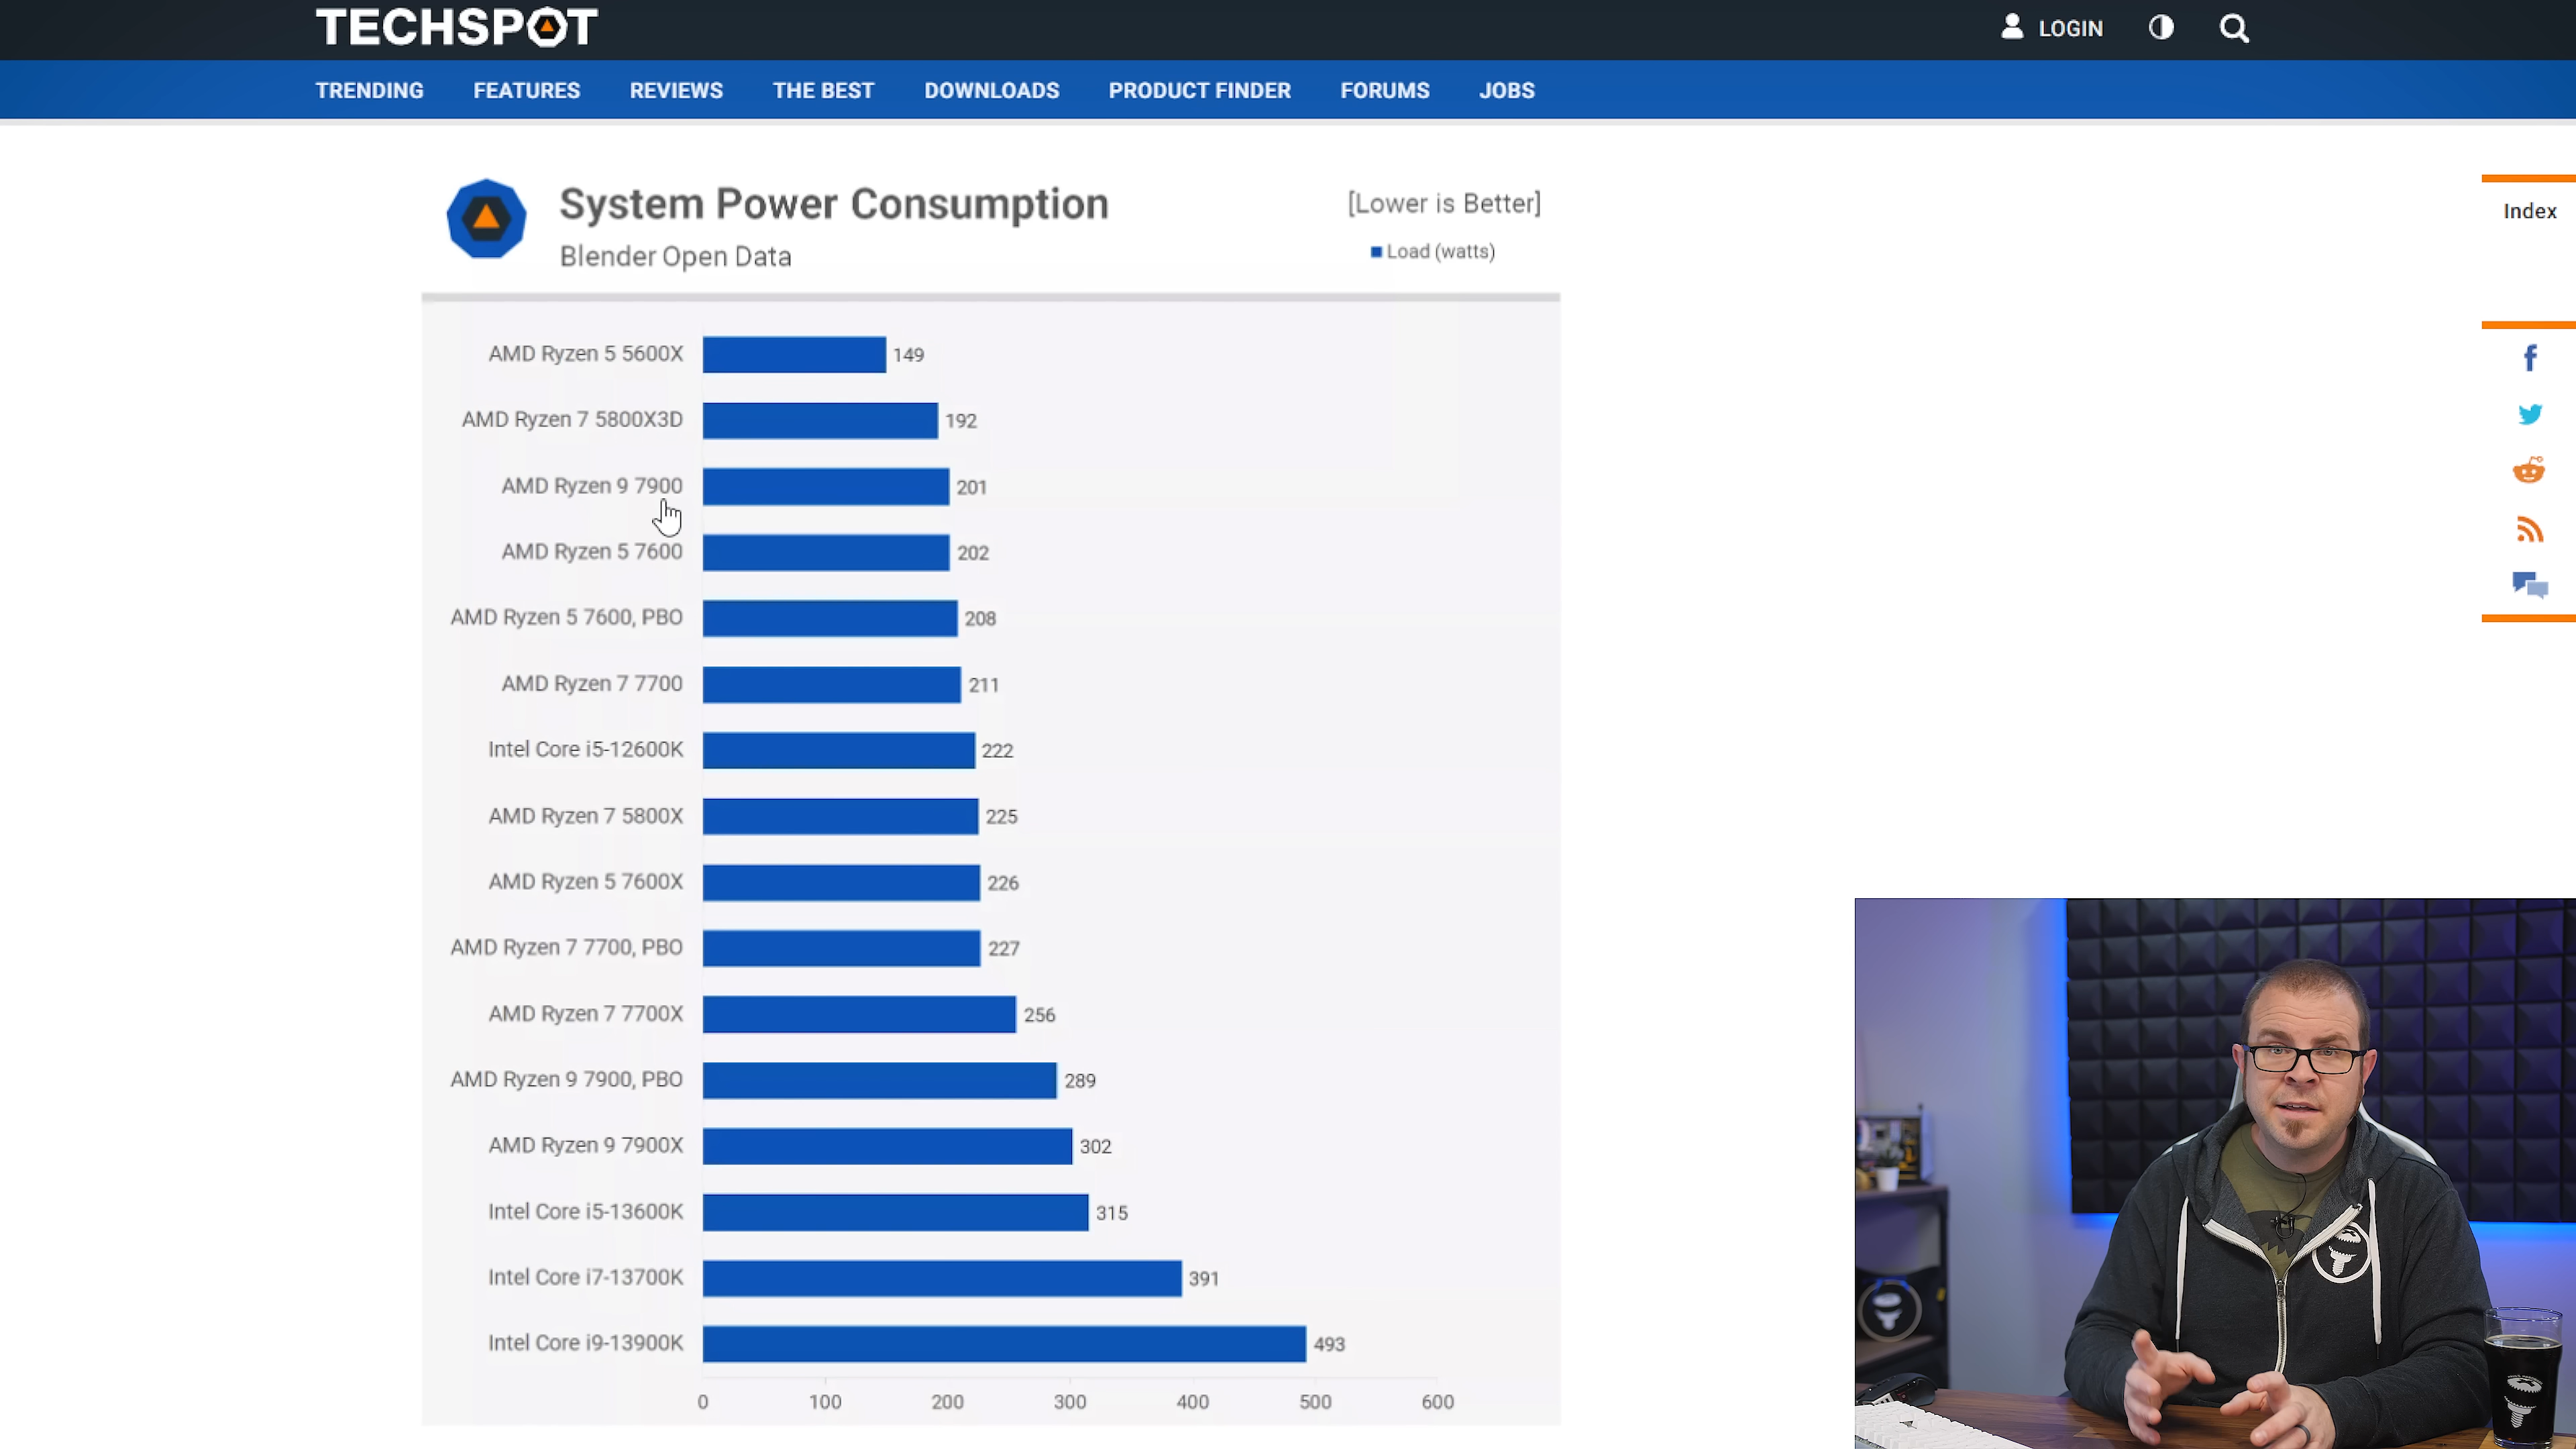 TECHSPOT
LOGIN
TRENDING FEATURES REVIEWS THE BEST DOWNLOADS PRODUCT FINDER FORUMS JOBS
System Power Consumption
[Lower is Better]
Blender Open Data
Load (watts)
Index
AMD Ryzen 5 5600X 149
AMD Ryzen 7 5800X3D 192
AMD Ryzen 9 7900 201
AMD Ryzen 5 7600 202
AMD Ryzen 5 7600, PBO 208
AMD Ryzen 7 7700 211
Intel Core i5-12600K 222
AMD Ryzen 7 5800X 225
AMD Ryzen 5 7600X 226
AMD Ryzen 7 7700, PBO 227
AMD Ryzen 7 7700X 256
AMD Ryzen 9 7900, PBO 289
AMD Ryzen 9 7900X 302
Intel Core i5-13600K 315
Intel Core i7-13700K 391
Intel Core i9-13900K 493
0 100 200 300 400 500 600